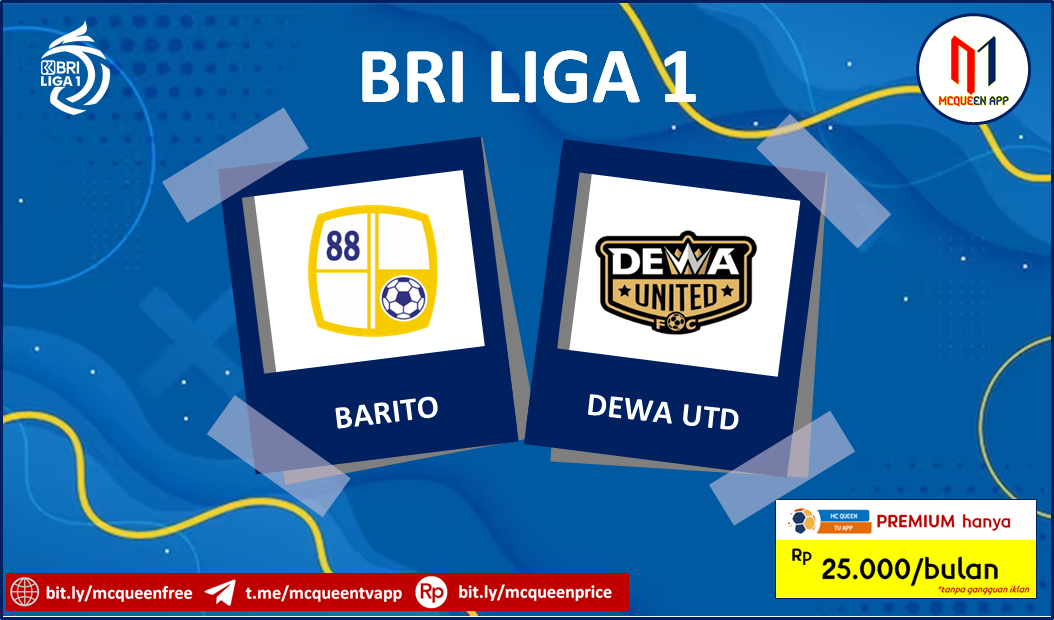 BRI
LIGA 1
BRI LIGA 1
MCQUEEN APP
88
DEWA
UNITED
FC
BARITO
DEWA UTD
MC QUEEN
TV APP
PREMIUM hanya
Rp 25.000/bulan
*tanpa gangguan iklan
bit.ly/mcqueenfree
t.me/mcqueentvapp
Rp
bit.ly/mcqueenprice